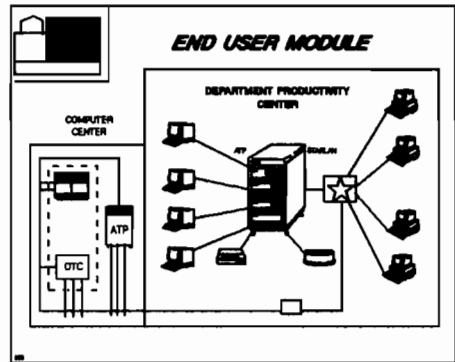 END USER MODULE
DEPARTMENT PRODUCTIVITY
CENTER
COMPUTER
CENTER
ATP
STARLAN
ATP
DTC